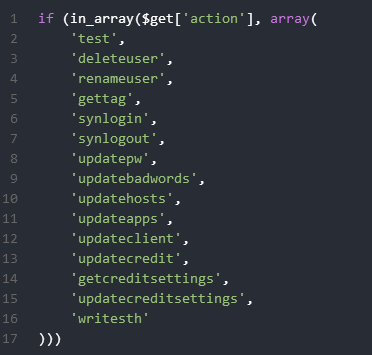 1 if (in_array($get['action'], array(
2 'test',
3 'deleteuser',
4 'renameuser',
5 'gettag',
6 'synlogin',
7 'synlogout',
8 'updatepw',
9 'updatebadwords',
10 'updatehosts',
11 'updateapps',
12 'updateclient',
13 'updatecredit',
14 'getcreditsettings',
15 'updatecreditsettings',
16 'writesth'
17 )))